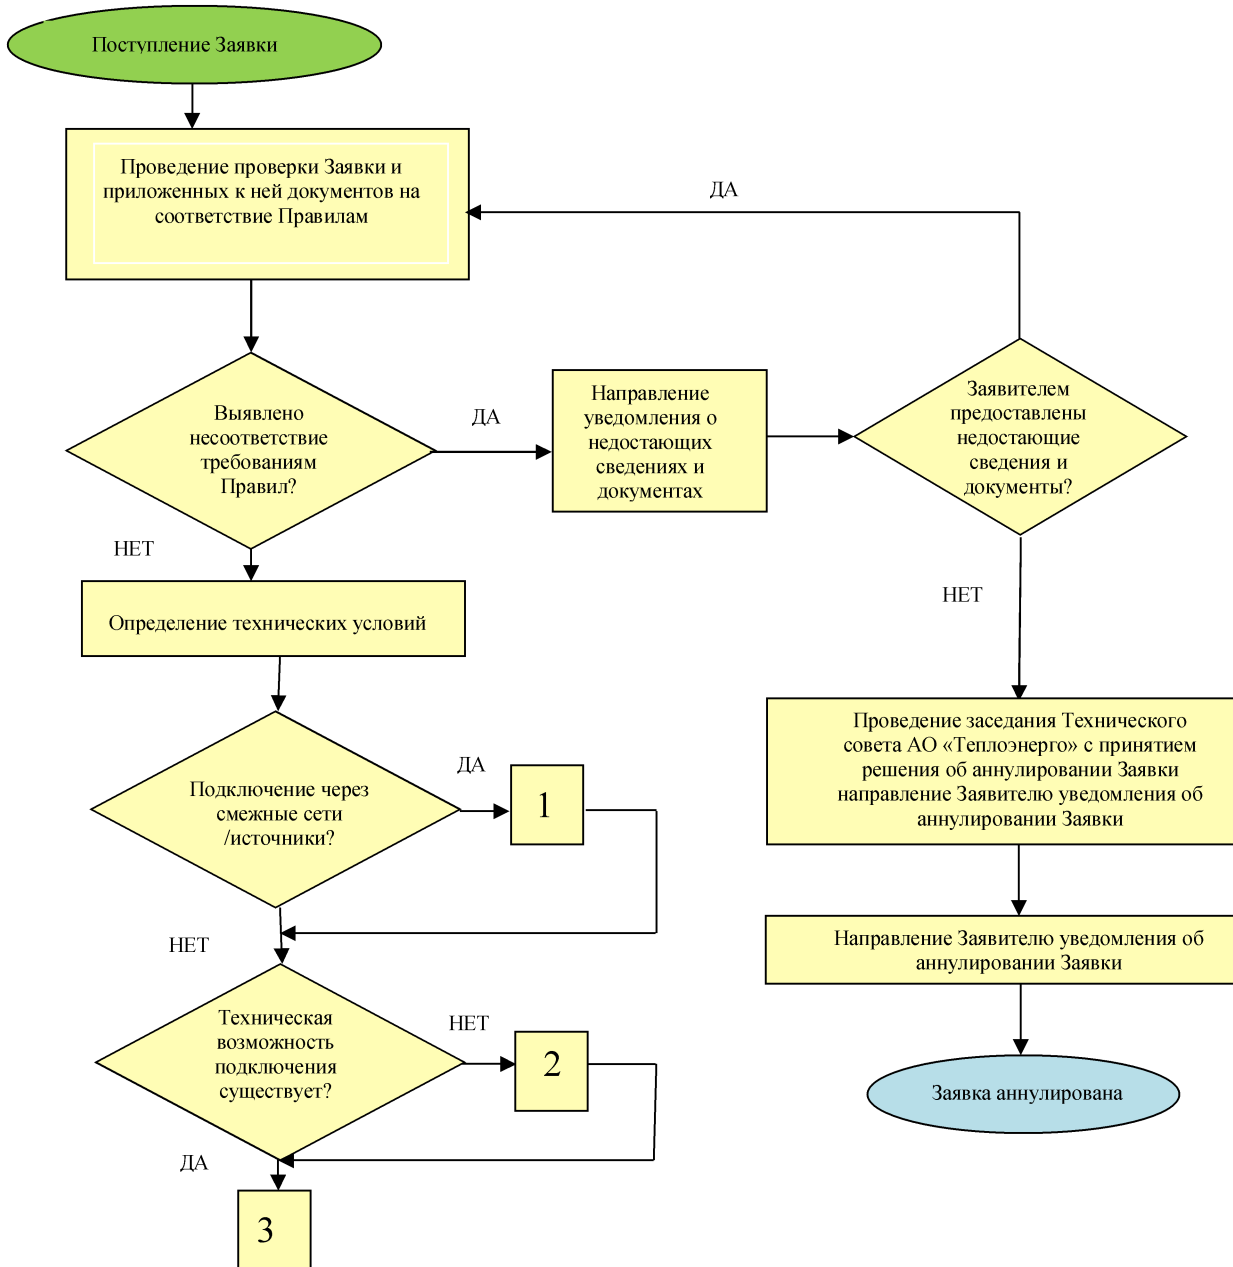 Поступление Заявки
Проведение проверки Заявки и
приложенных к ней документов на
соответствие Правилам
ДА
Выявлено
несоответствие
требованиям
Правил?
ДА
Направление
уведомления о
недостающих
сведениях и
документах
Заявителем
предоставлены
недостающие
сведения и
документы?
НЕТ
НЕТ
Определение технических условий
Проведение заседания Технического
совета АО «Теплоэнерго» с принятием
решения об аннулировании Заявки
направление Заявителю уведомления об
аннулировании Заявки
Подключение через
смежные сети
/источники?
ДА
1
НЕТ
Направление Заявителю уведомления об
аннулировании Заявки
Техническая
возможность
подключения
существует?
НЕТ
2
Заявка аннулирована
ДА
3